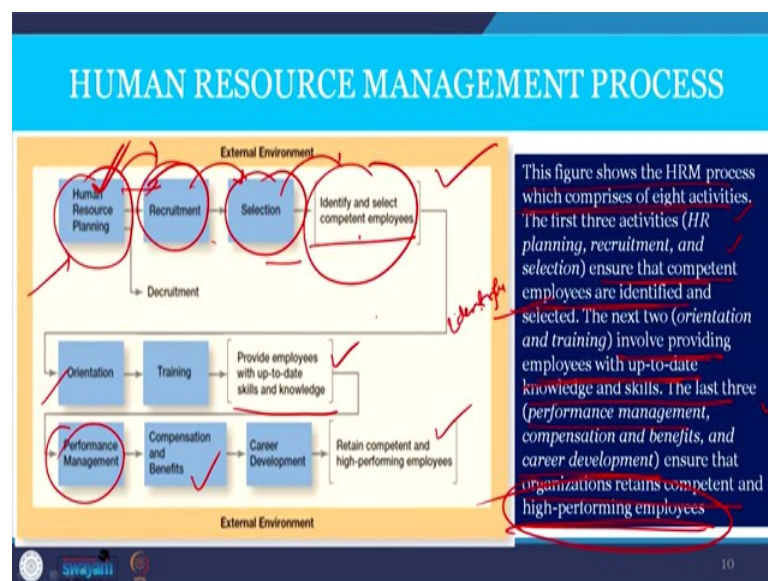 HUMAN RESOURCE MANAGEMENT PROCESS
External Environment
Human
Resource
Planning
Recruitment
Selection
Identify and select
competent employees
Decruitment
Identify
Orientation
Training
Provide employees
with up-to-date
skills and knowledge
Performance
Management
Compensation
and
Benefits
Career
Development
Retain competent and
high-performing employees
External Environment
This figure shows the HRM process
which comprises of eight activities.
The first three activities (HR
planning, recruitment, and
selection) ensure that competent
employees are identified and
selected. The next two (orientation
and training) involve providing
employees with up-to-date
knowledge and skills. The last three
(performance management,
compensation and benefits, and
career development) ensure that
organizations retains competent and
high-performing employees
swayam
10